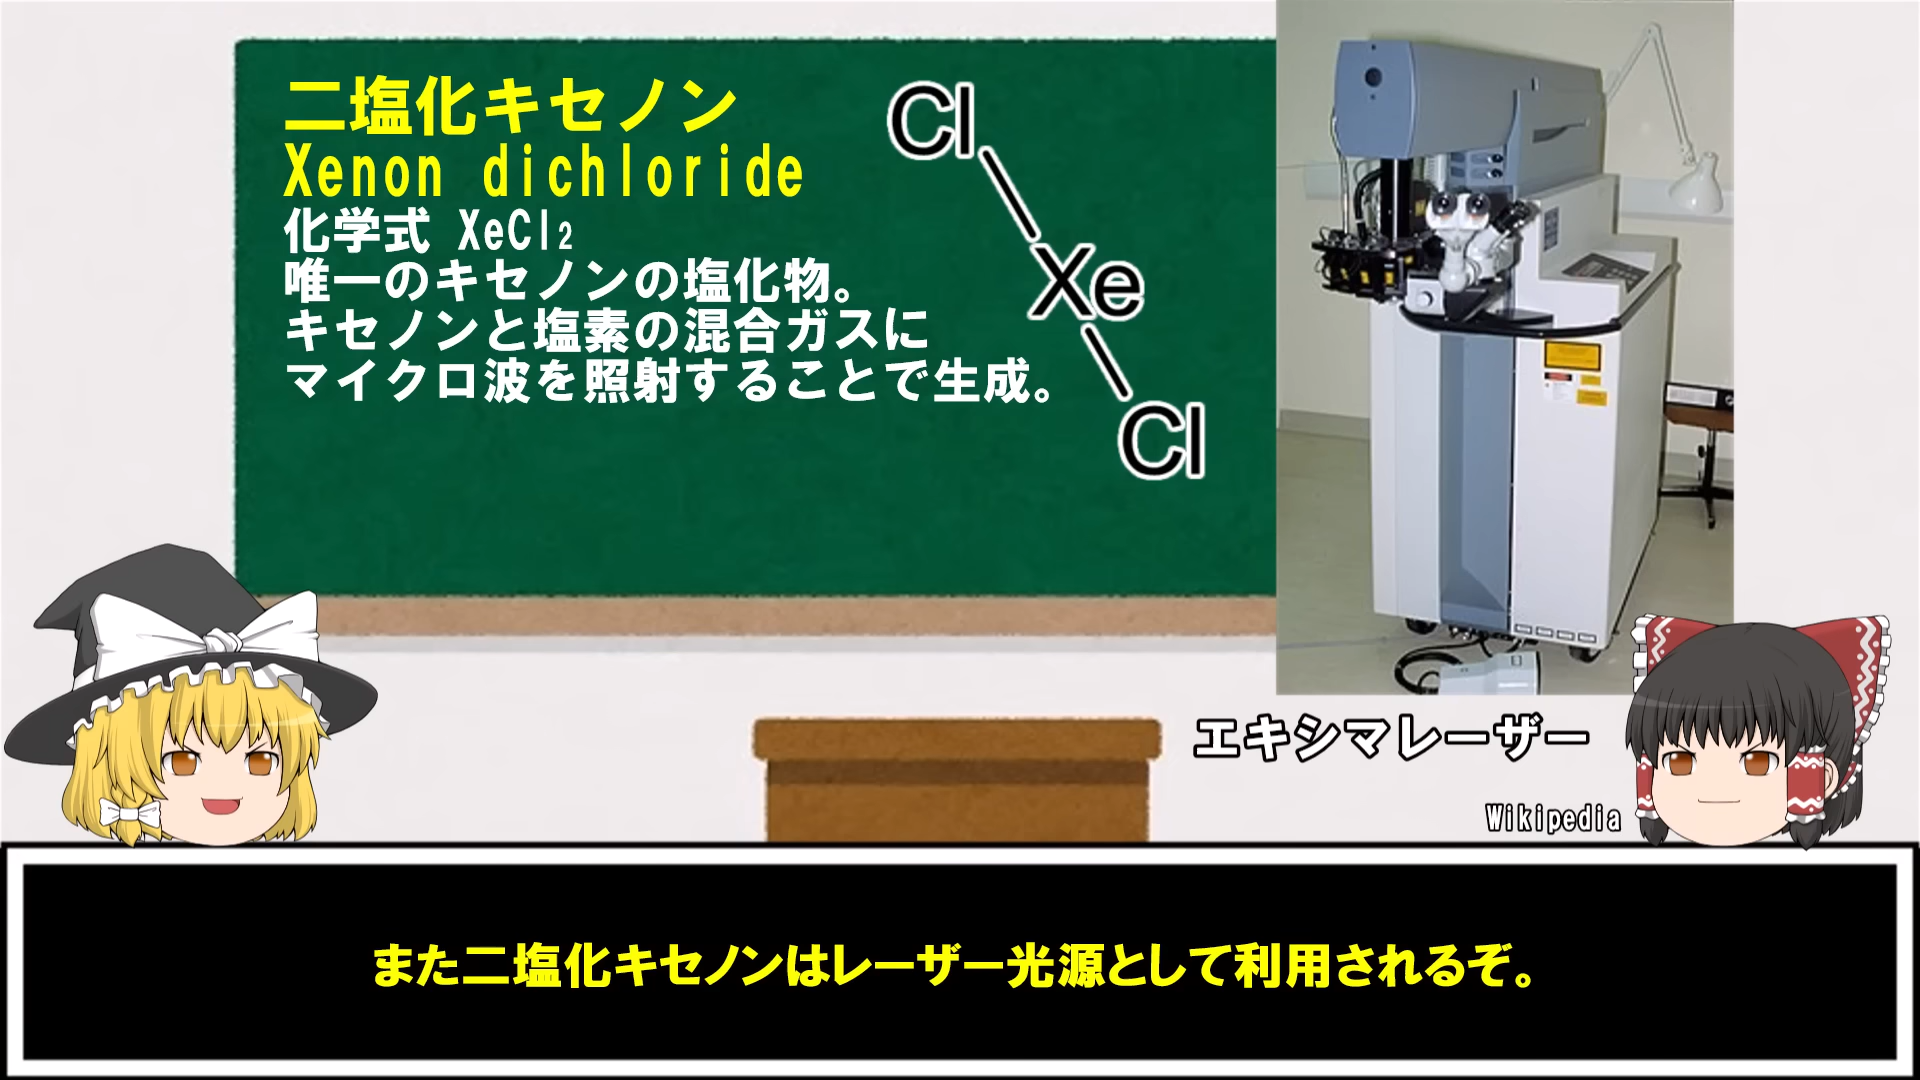 二塩化キセノン
Xenon dichloride
化学式 XeCl₂
唯一のキセノンの塩化物。
キセノンと塩素の混合ガスに
マイクロ波を照射することで生成。
Cl
Xe
Cl
エキシマレーザー
Wikipedia
また二塩化キセノンはレーザー光源として利用されるぞ。